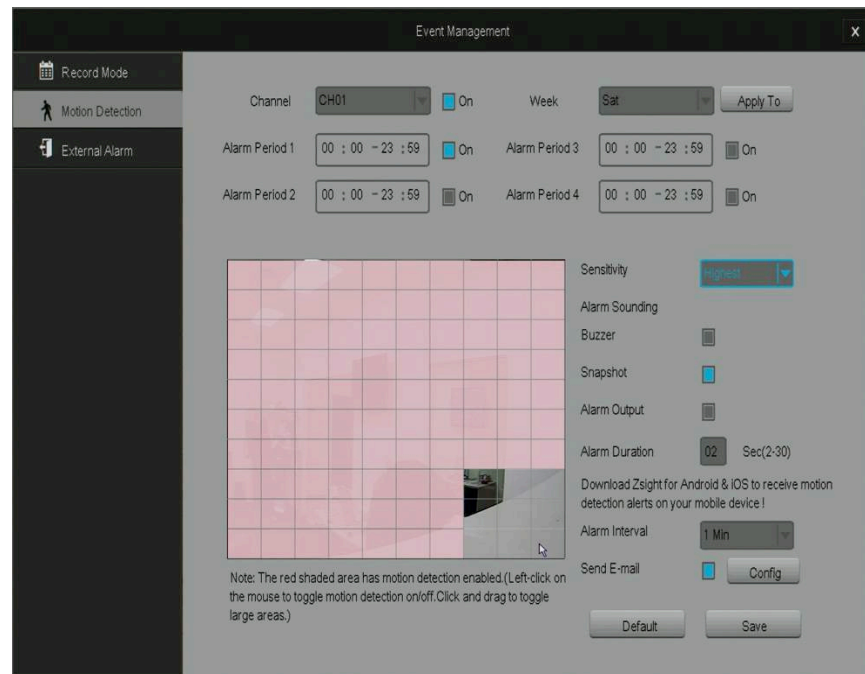 Event Management
X
Record Mode
Motion Detection
External Alarm
Channel CH01 On Week Sat Apply To
Alarm Period 1 00 : 00 - 23 : 59 On Alarm Period 3 00 : 00 - 23 : 59 On
Alarm Period 2 00 : 00 - 23 : 59 On Alarm Period 4 00 : 00 - 23 : 59 On
Sensitivity Highest
Alarm Sounding
Buzzer
Snapshot
Alarm Output
Alarm Duration 02 Sec(2-30)
Download Zsight for Android & iOS to receive motion
detection alerts on your mobile device !
Alarm Interval 1 Min
Send E-mail Config
Note: The red shaded area has motion detection enabled.(Left-click on
the mouse to toggle motion detection on/off.Click and drag to toggle
large areas.)
Default Save